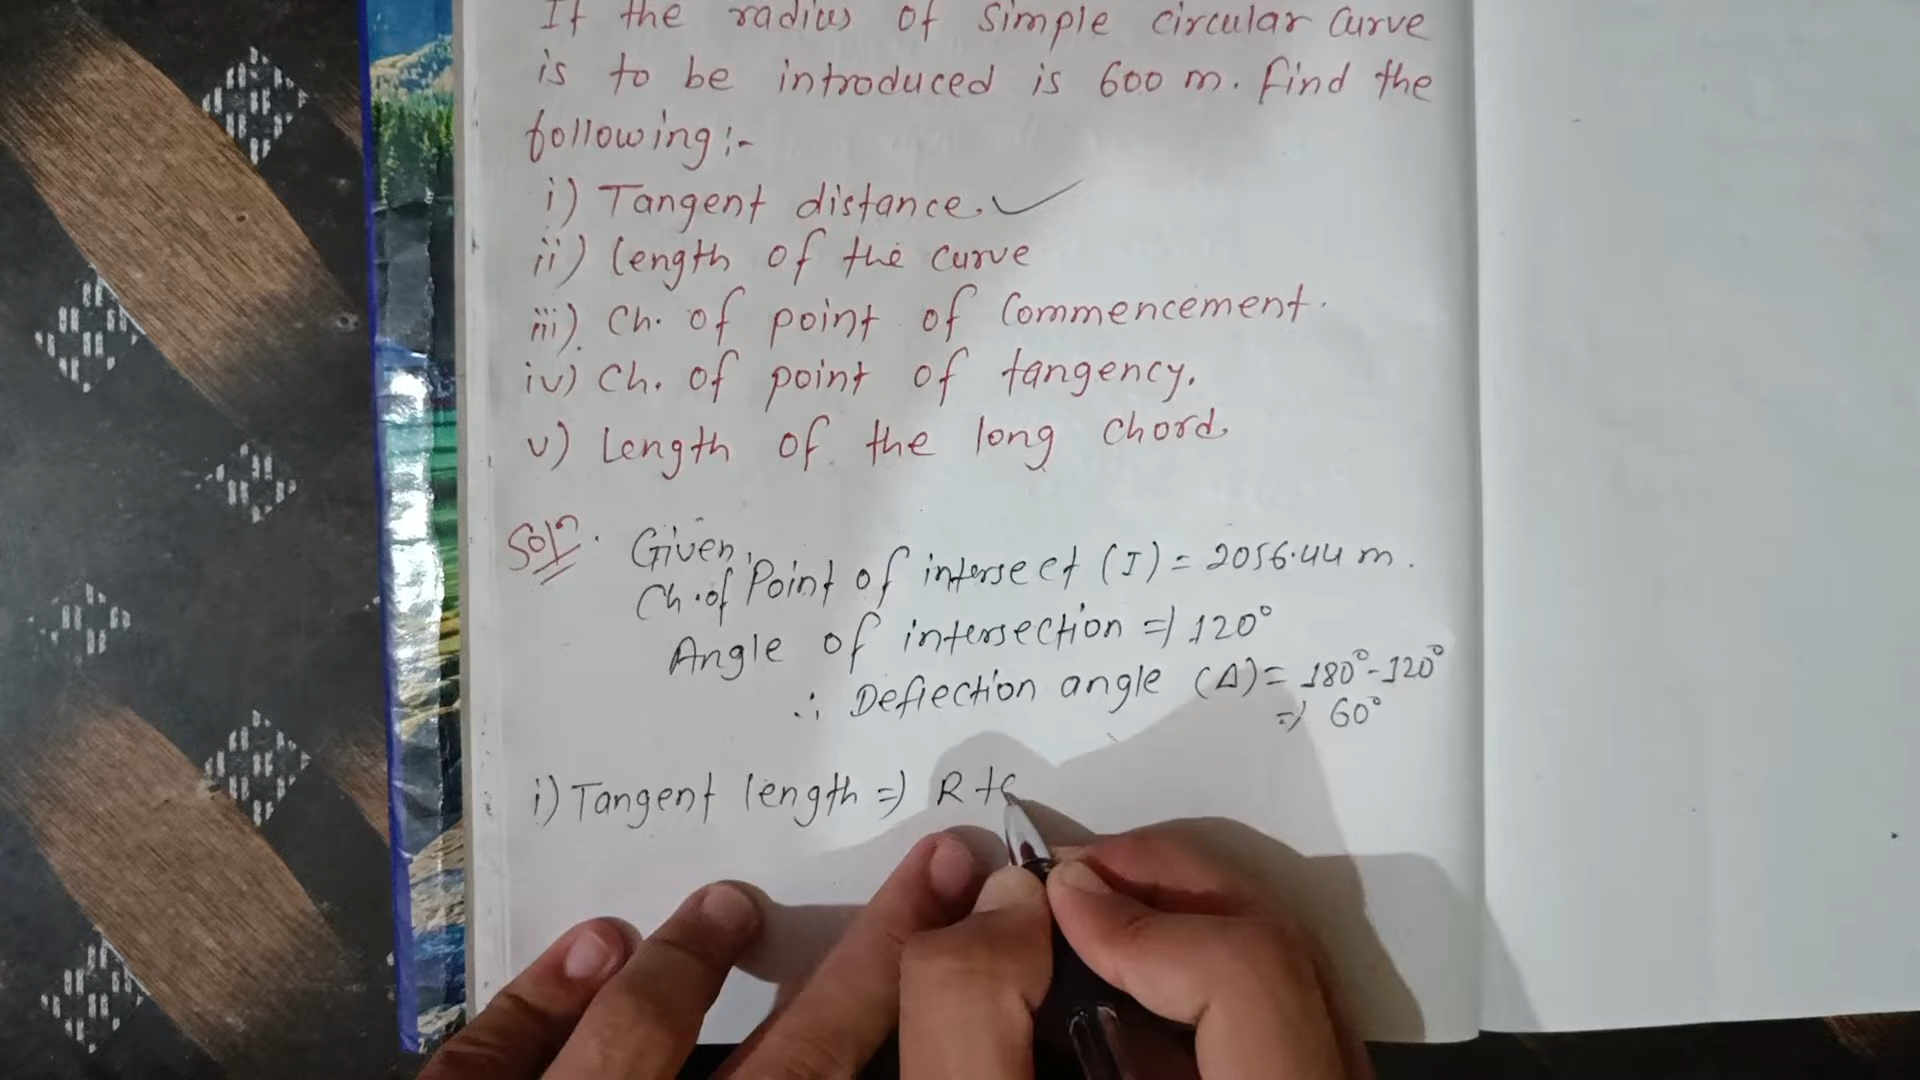 If the radius of simple circular curve
is to be introduced is 600 m. find the
following :-
i) Tangent distance. ✓
ii) length of the curve
iii) Ch. of point of Commencement.
iv) Ch. of point of tangency.
v) Length of the long chord.
Soln. Given,
Ch. of Point of intersect (I) = 2056.44 m.
Angle of intersection => 120°
∴ Deflection angle (Δ) = 180° - 120°
=> 60°
i) Tangent length => R ta